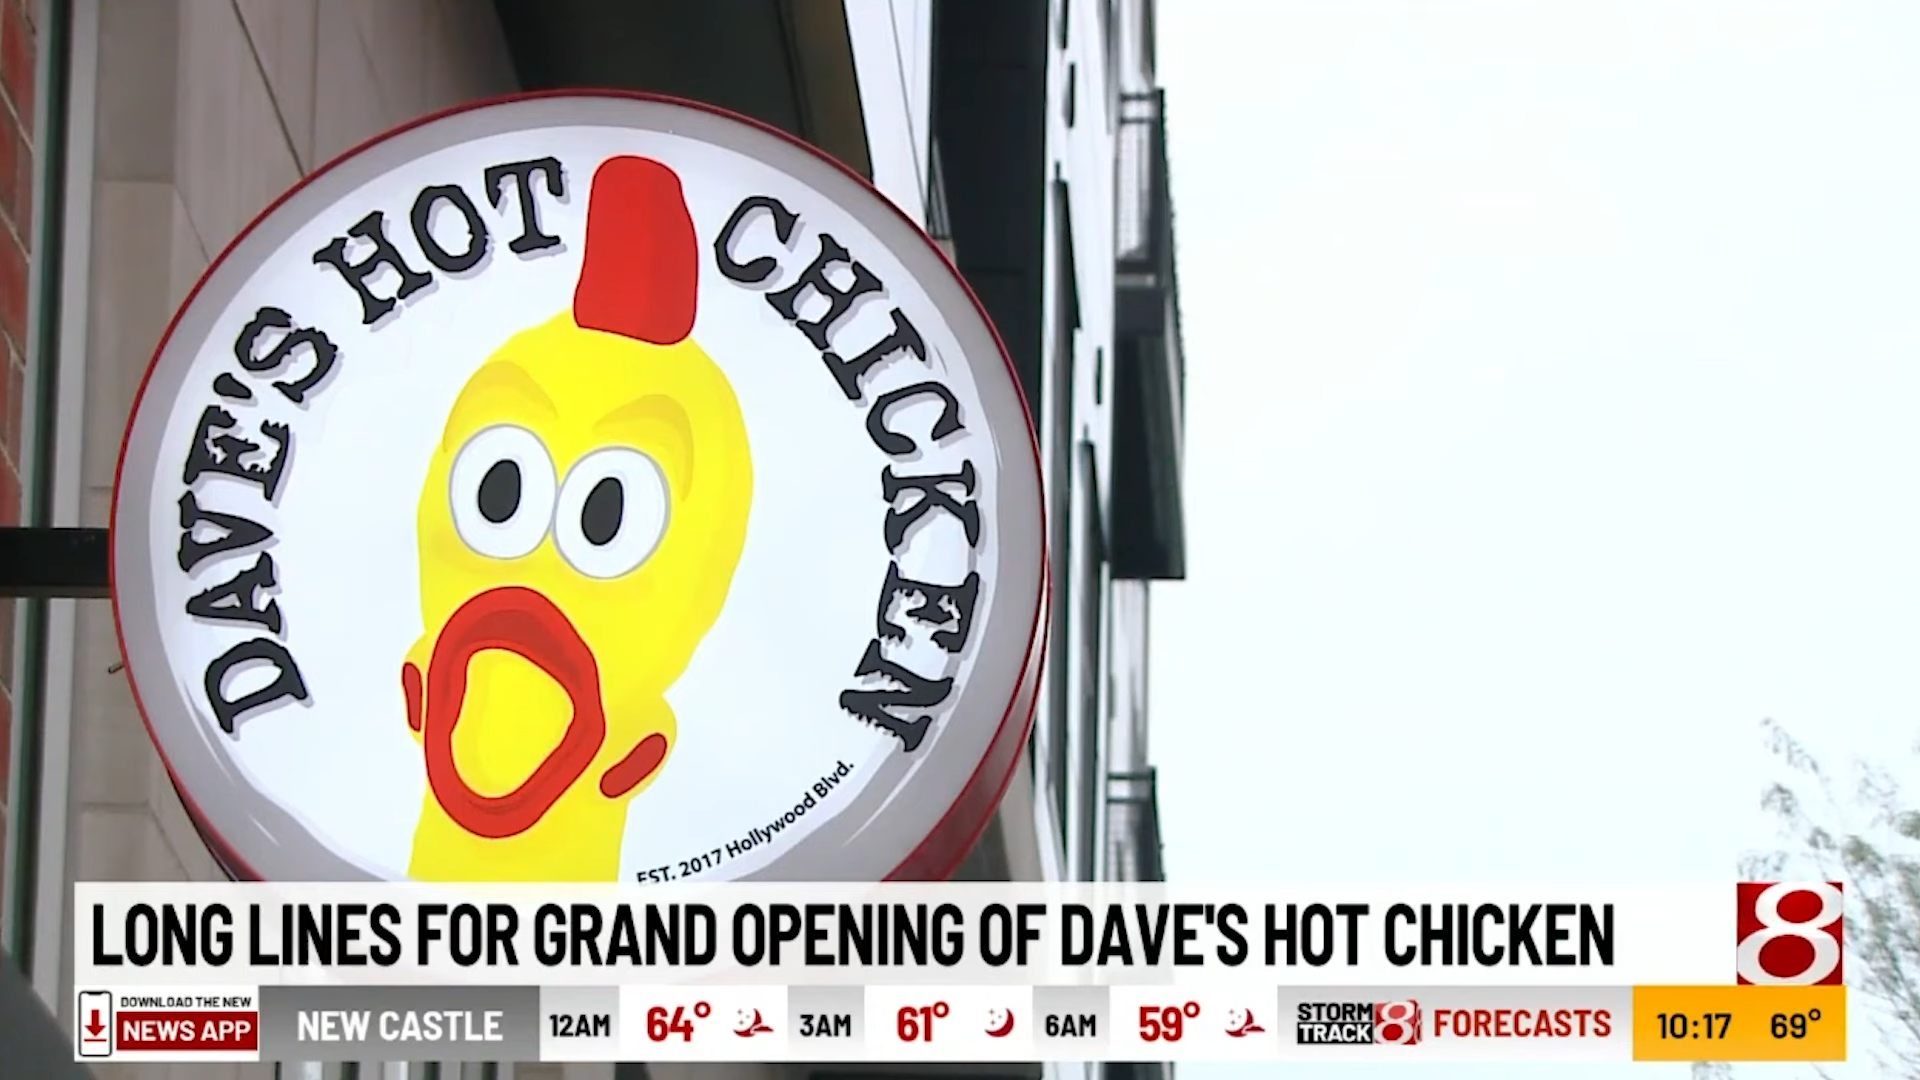 DAVE'S HOT CHICKEN
EST. 2017 Hollywood Blvd.
LONG LINES FOR GRAND OPENING OF DAVE'S HOT CHICKEN
8
DOWNLOAD THE NEW
NEWS APP
NEW CASTLE
12AM 64° 3AM 61° 6AM 59°
STORM
TRACK 8 FORECASTS
10:17 69°